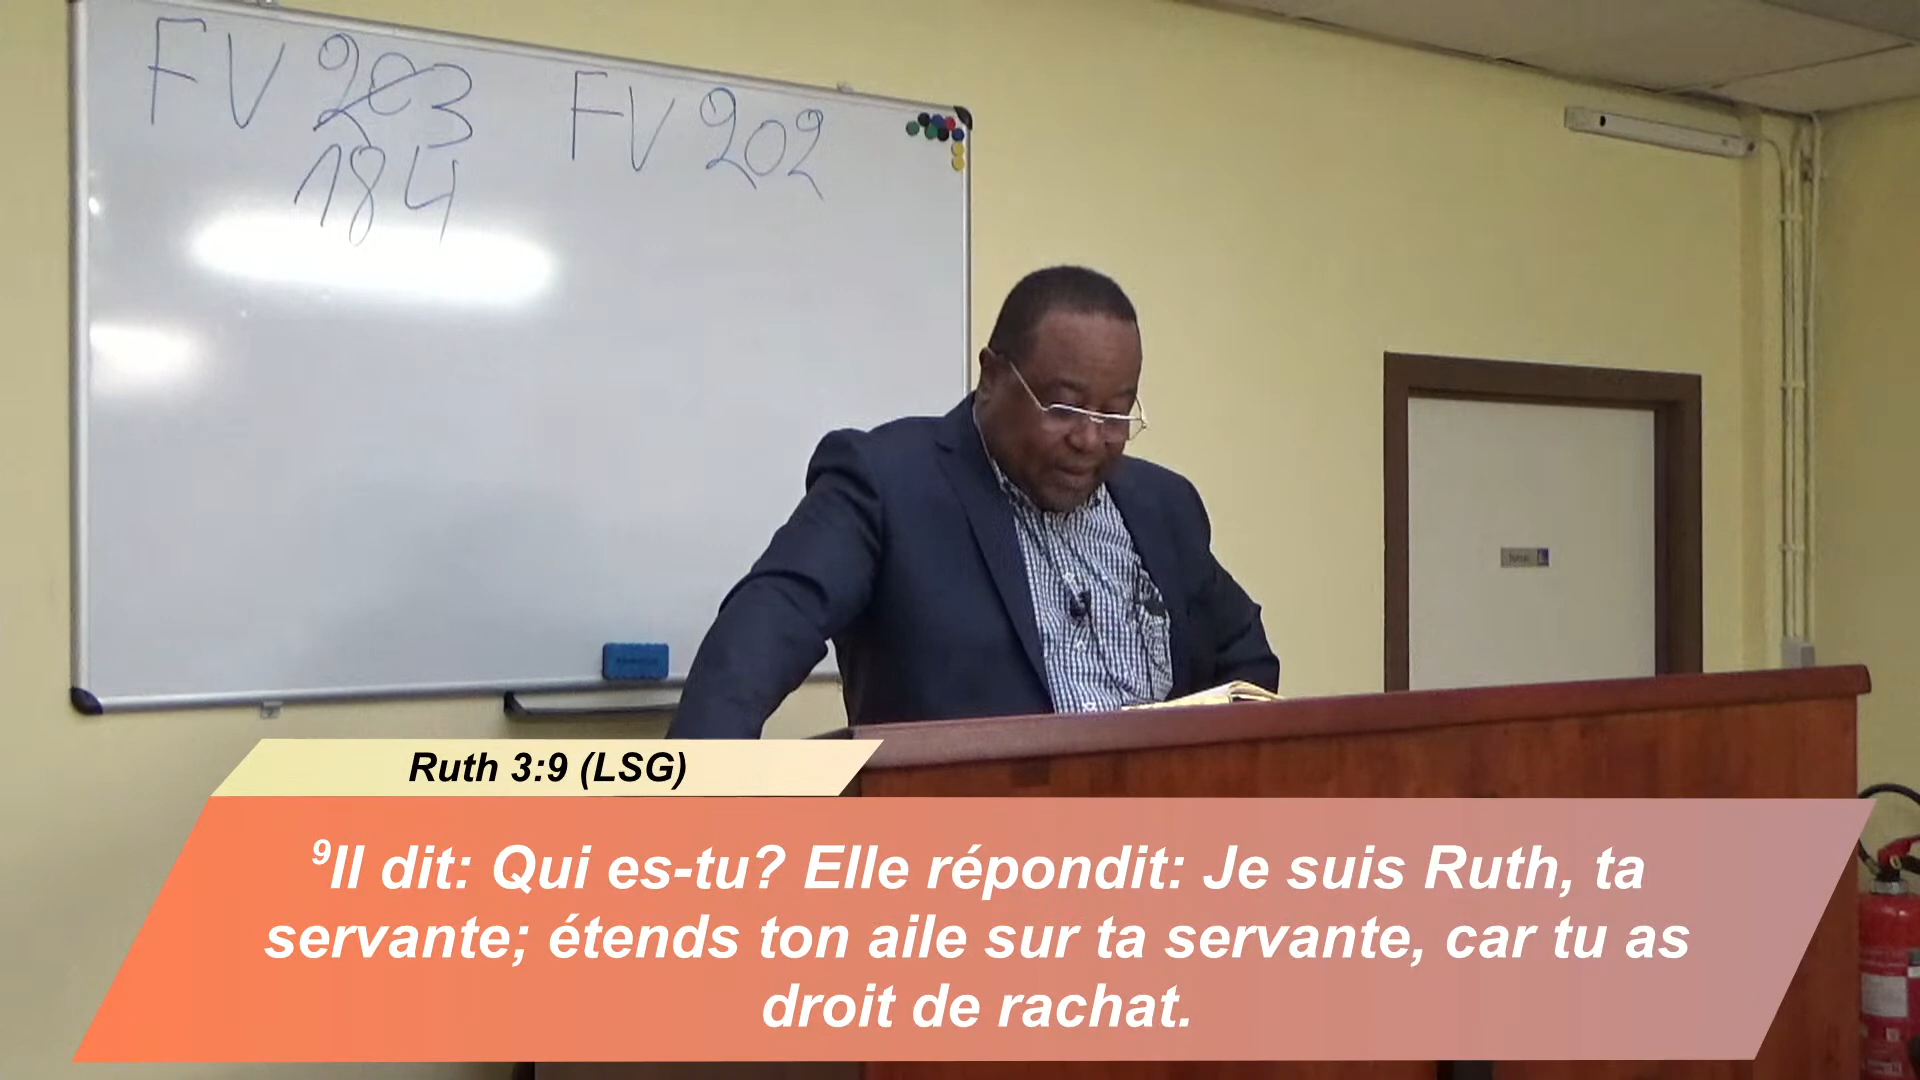 FV 203 FV 202
184
Ruth 3:9 (LSG)
⁹Il dit: Qui es-tu? Elle répondit: Je suis Ruth, ta
servante; étends ton aile sur ta servante, car tu as
droit de rachat.